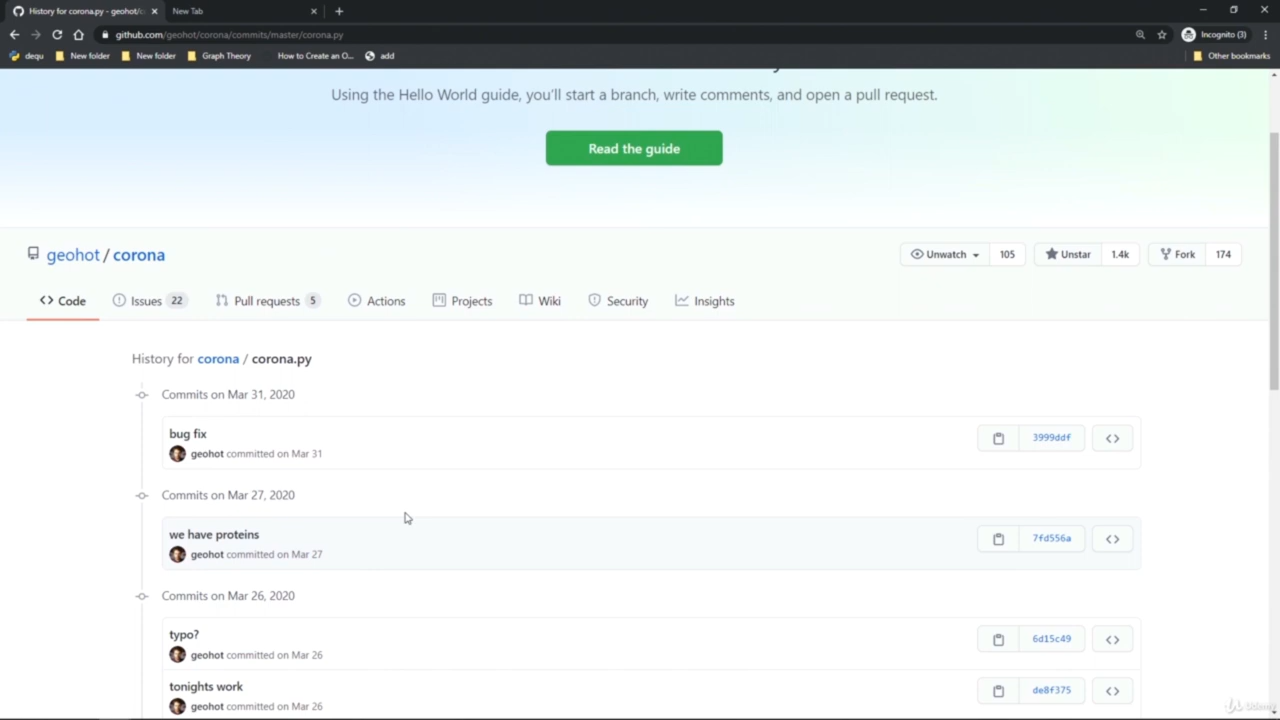 History for corona.py - geohot/co
New Tab
github.com/geohot/corona/commits/master/corona.py
Incognito (3)
dequ
New folder
New folder
Graph Theory
How to Create an O...
add
Other bookmarks
Using the Hello World guide, you'll start a branch, write comments, and open a pull request.
Read the guide
geohot / corona
Unwatch 105
Unstar 1.4k
Fork 174
<> Code
Issues 22
Pull requests 5
Actions
Projects
Wiki
Security
Insights
History for corona / corona.py
Commits on Mar 31, 2020
bug fix
3999ddf
<>
geohot committed on Mar 31
Commits on Mar 27, 2020
we have proteins
7fd556a
<>
geohot committed on Mar 27
Commits on Mar 26, 2020
typo?
6d15c49
<>
geohot committed on Mar 26
tonights work
de8f375
<>
geohot committed on Mar 26
Udemy